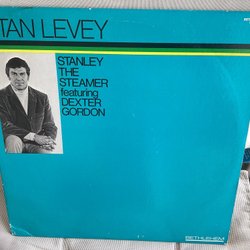 TAN LEVEY
STANLEY
THE
STEAMER
featuring
DEXTER
GORDON
BETHLEHEM